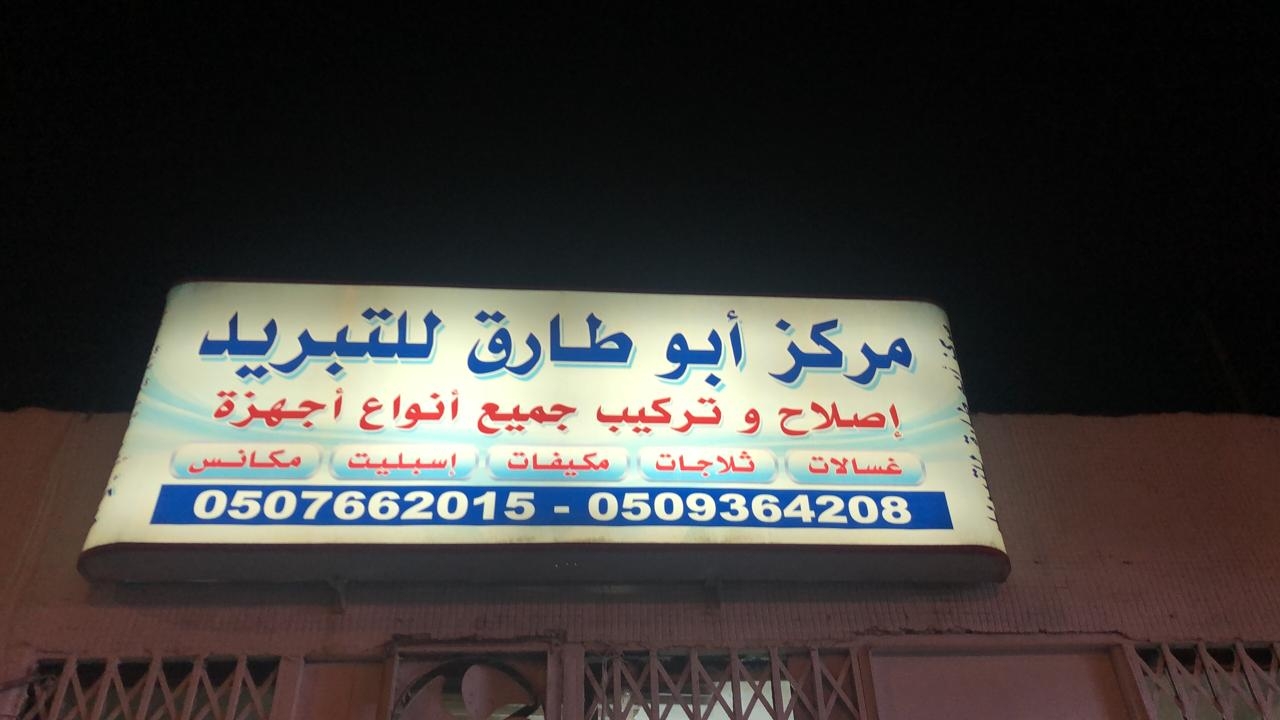 مركز أبو طارق للتبريد
إصلاح و تركيب جميع أنواع أجهزة
غسالات ثلاجات مكيفات إسبليت مكانس
0507662015 - 0509364208